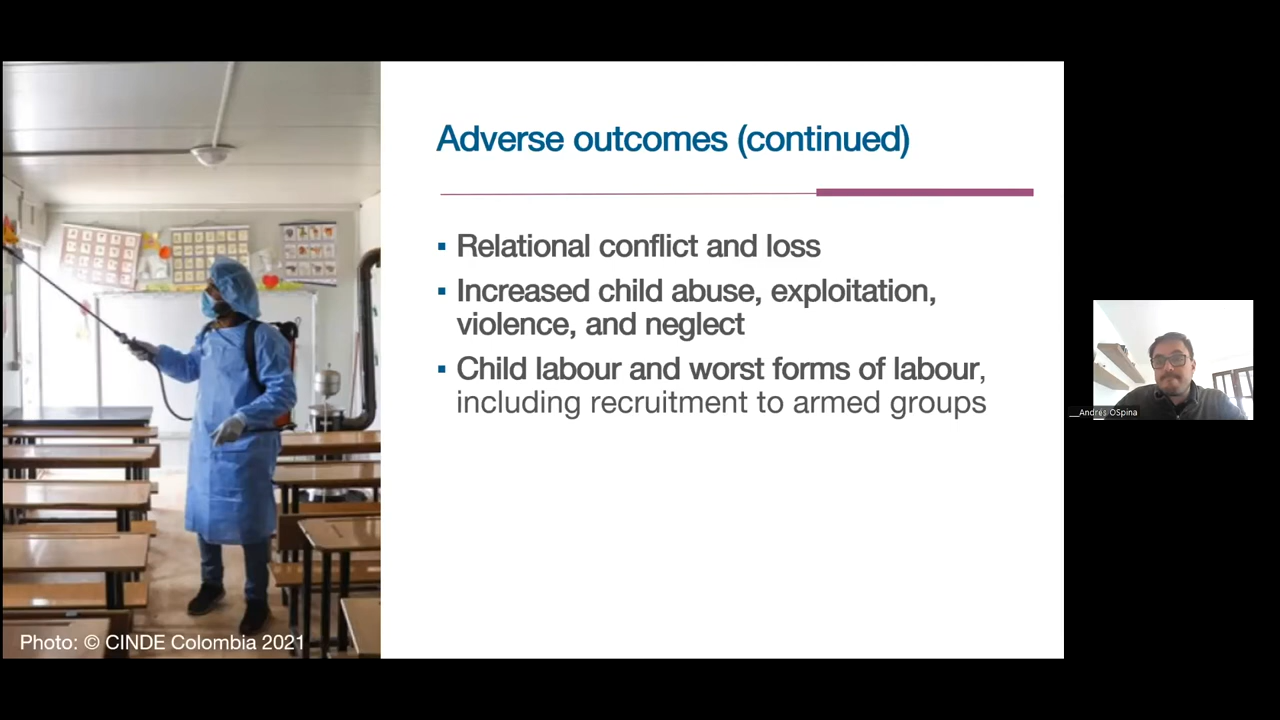 Adverse outcomes (continued)
▪ Relational conflict and loss
▪ Increased child abuse, exploitation,
violence, and neglect
▪ Child labour and worst forms of labour,
including recruitment to armed groups
Photo: © CINDE Colombia 2021
__Andrés OSpina